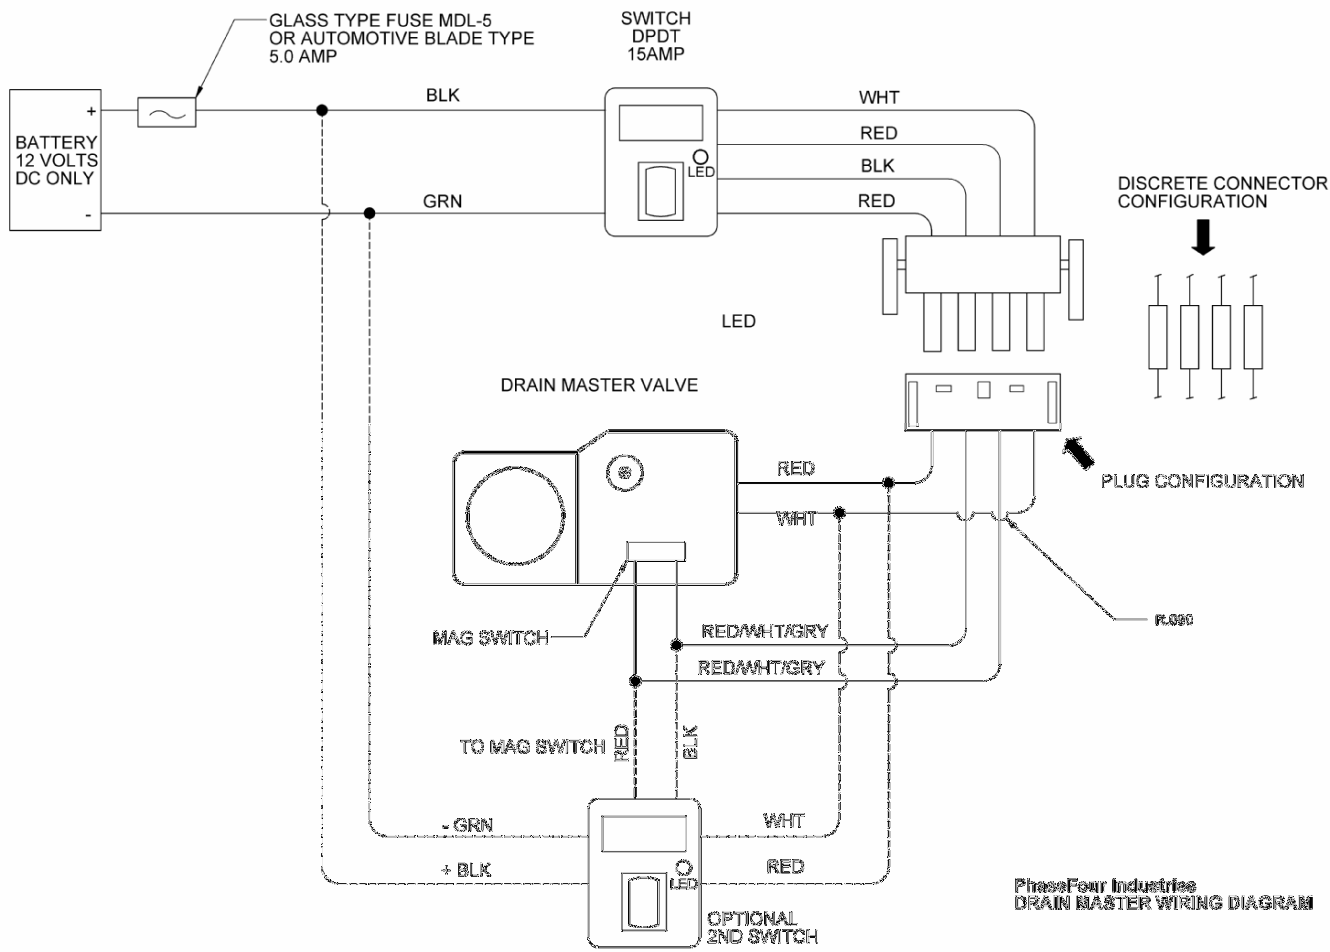 GLASS TYPE FUSE MDL-5
OR AUTOMOTIVE BLADE TYPE
5.0 AMP
SWITCH
DPDT
15AMP
BLK
WHT
RED
BLK
RED
+
BATTERY
12 VOLTS
DC ONLY
-
GRN
LED
DISCRETE CONNECTOR
CONFIGURATION
LED
DRAIN MASTER VALVE
RED
WHT
PLUG CONFIGURATION
MAG SWITCH
RED/WHT/GRY
RED/WHT/GRY
R.090
TO MAG SWITCH
RED
BLK
- GRN
WHT
+ BLK
RED
LED
OPTIONAL
2ND SWITCH
PhaseFour Industries
DRAIN MASTER WIRING DIAGRAM